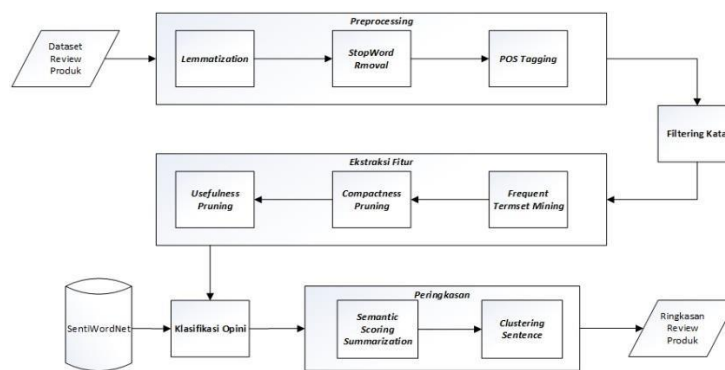 Preprocessing
Dataset
Review
Produk
Lemmatization
StopWord
Rmoval
POS Tagging
Filtering Kata
Ekstraksi Fitur
Usefulness
Pruning
Compactness
Pruning
Frequent
Termset Mining
SentiWordNet
Klasifikasi Opini
Peringkasan
Semantic
Scoring
Summarization
Clustering
Sentence
Ringkasan
Review
Produk